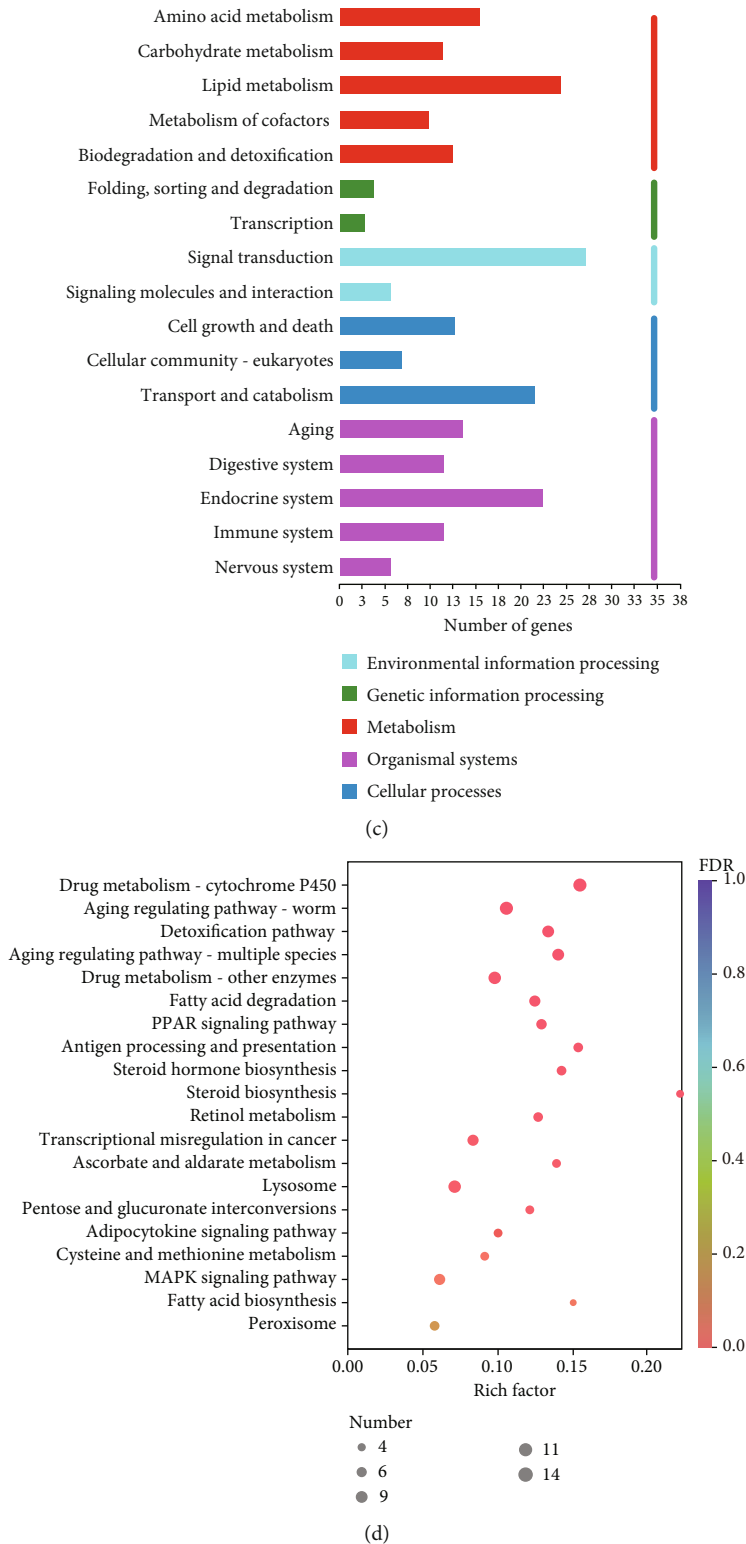 Amino acid metabolism
Carbohydrate metabolism
Lipid metabolism
Metabolism of cofactors
Biodegradation and detoxification
Folding, sorting and degradation
Transcription
Signal transduction
Signaling molecules and interaction
Cell growth and death
Cellular community - eukaryotes
Transport and catabolism
Aging
Digestive system
Endocrine system
Immune system
Nervous system
0 3 5 8 10 13 15 18 20 23 25 28 30 33 35 38
Number of genes
Environmental information processing
Genetic information processing
Metabolism
Organismal systems
Cellular processes
(c)
FDR
Drug metabolism - cytochrome P450
Aging regulating pathway - worm
Detoxification pathway
Aging regulating pathway - multiple species
Drug metabolism - other enzymes
Fatty acid degradation
PPAR signaling pathway
Antigen processing and presentation
Steroid hormone biosynthesis
Steroid biosynthesis
Retinol metabolism
Transcriptional misregulation in cancer
Ascorbate and aldarate metabolism
Lysosome
Pentose and glucuronate interconversions
Adipocytokine signaling pathway
Cysteine and methionine metabolism
MAPK signaling pathway
Fatty acid biosynthesis
Peroxisome
1.0
0.8
0.6
0.4
0.2
0.0
0.00 0.05 0.10 0.15 0.20
Rich factor
Number
4
6
9
11
14
(d)